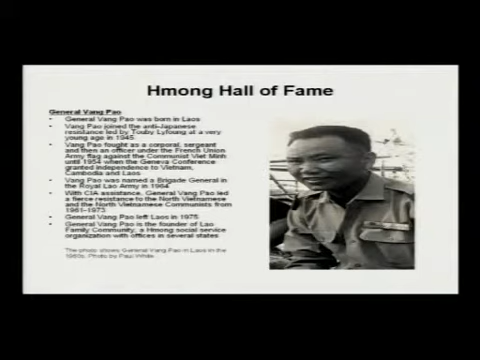 Hmong Hall of Fame
General Vang Pao
• General Vang Pao was born in Laos
• Vang Pao joined the anti-Japanese
resistance led by Touby Lyfoung at a very
young age in 1945.
• Vang Pao fought as a corporal, sergeant
and then an officer under the French Union
Army flag against the Communist Viet Minh
until 1954 when the Geneva Conference
granted independence to Vietnam,
Cambodia and Laos
• Vang Pao was named a Brigade General in
the Royal Lao Army in 1964
• With CIA assistance, General Vang Pao led
a fierce resistance to the North Vietnamese
and the North Vietnamese Communists from
1961-1973
• General Vang Pao left Laos in 1975
• General Vang Pao is the founder of Lao
Family Community, a Hmong social service
organization with offices in several states
The photo shows General Vang Pao in Laos in the
1960s. Photo by Paul White